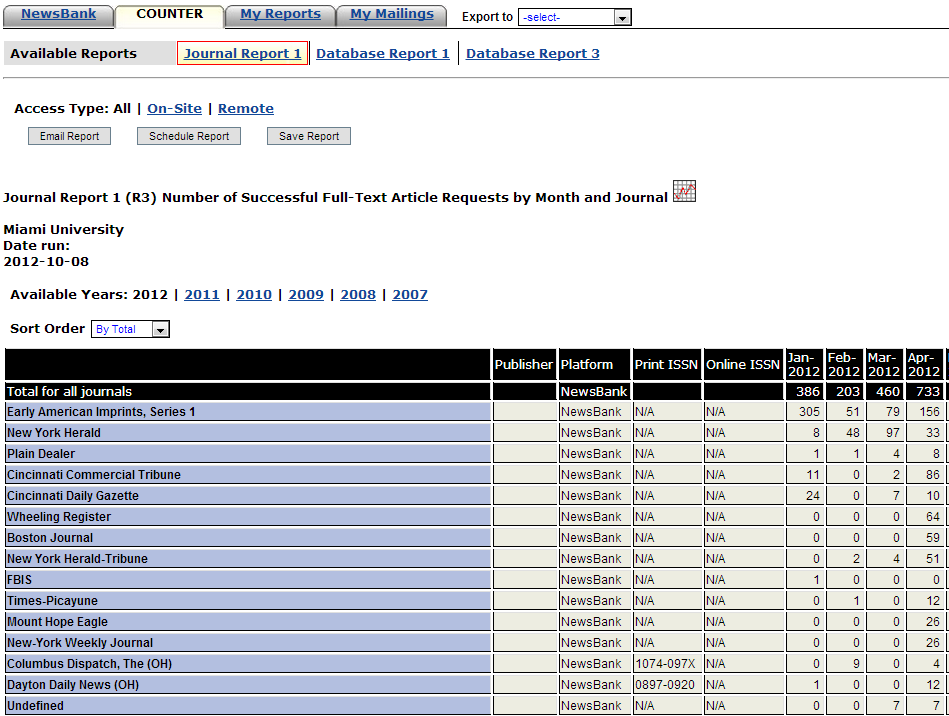 NewsBank COUNTER My Reports My Mailings Export to -select-
Available Reports Journal Report 1 Database Report 1 Database Report 3
Access Type: All | On-Site | Remote
Email Report Schedule Report Save Report
Journal Report 1 (R3) Number of Successful Full-Text Article Requests by Month and Journal
Miami University
Date run:
2012-10-08
Available Years: 2012 | 2011 | 2010 | 2009 | 2008 | 2007
Sort Order By Total
Publisher Platform Print ISSN Online ISSN Jan-2012 Feb-2012 Mar-2012 Apr-2012
Total for all journals NewsBank 386 203 460 733
Early American Imprints, Series 1 NewsBank N/A N/A 305 51 79 156
New York Herald NewsBank N/A N/A 8 48 97 33
Plain Dealer NewsBank N/A N/A 1 1 4 8
Cincinnati Commercial Tribune NewsBank N/A N/A 11 0 2 86
Cincinnati Daily Gazette NewsBank N/A N/A 24 0 7 10
Wheeling Register NewsBank N/A N/A 0 0 0 64
Boston Journal NewsBank N/A N/A 0 0 0 59
New York Herald-Tribune NewsBank N/A N/A 0 2 4 51
FBIS NewsBank N/A N/A 1 0 0 0
Times-Picayune NewsBank N/A N/A 0 1 0 12
Mount Hope Eagle NewsBank N/A N/A 0 0 0 26
New-York Weekly Journal NewsBank N/A N/A 0 0 0 26
Columbus Dispatch, The (OH) NewsBank 1074-097X N/A 0 9 0 4
Dayton Daily News (OH) NewsBank 0897-0920 N/A 1 0 0 12
Undefined NewsBank N/A N/A 0 0 7 7